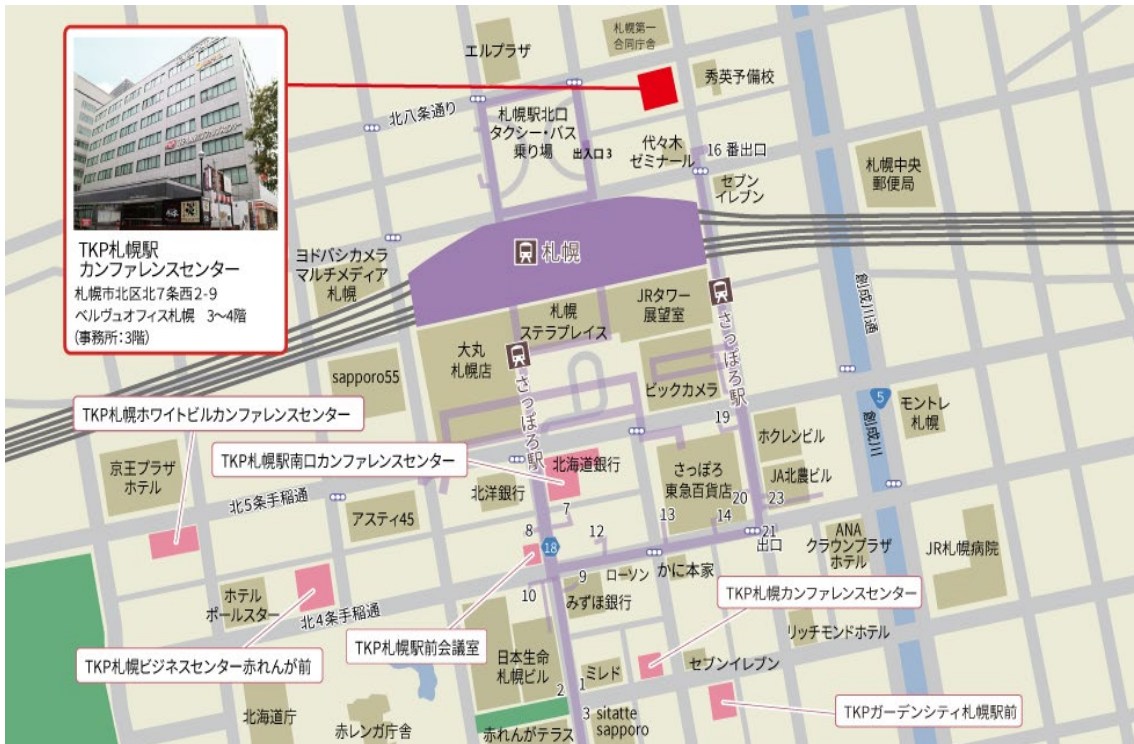 TKP札幌駅
カンファレンスセンター
札幌市北区北7条西2-9
ベルヴュオフィス札幌 3〜4階
(事務所:3階)
エルプラザ
札幌第一
合同庁舎
秀英予備校
北八条通り
札幌駅北口
タクシー・バス
乗り場
出入口3
代々木
ゼミナール
16 番出口
セブン
イレブン
札幌中央
郵便局
ヨドバシカメラ
マルチメディア
札幌
札幌
札幌
ステラプレイス
JRタワー
展望室
さっぽろ駅
創成川通
大丸
札幌店
さっぽろ駅
sapporo55
ビックカメラ
5
創成川
モントレ
札幌
TKP札幌ホワイトビルカンファレンスセンター
19
ホクレンビル
TKP札幌駅南口カンファレンスセンター
北海道銀行
京王プラザ
ホテル
北洋銀行
さっぽろ
東急百貨店
JA北農ビル
20
23
北5条手稲通
アスティ45
7
8
12
13
14
21
出口
ANA
クラウンプラザ
ホテル
JR札幌病院
18
9
ローソン
かに本家
10
みずほ銀行
TKP札幌カンファレンスセンター
ホテル
ポールスター
北4条手稲通
TKP札幌駅前会議室
リッチモンドホテル
TKP札幌ビジネスセンター赤れんが前
日本生命
札幌ビル
ミレド
セブンイレブン
2
1
3
sitatte
sapporo
TKPガーデンシティ札幌駅前
北海道庁
赤レンガ庁舎
赤れんがテラス